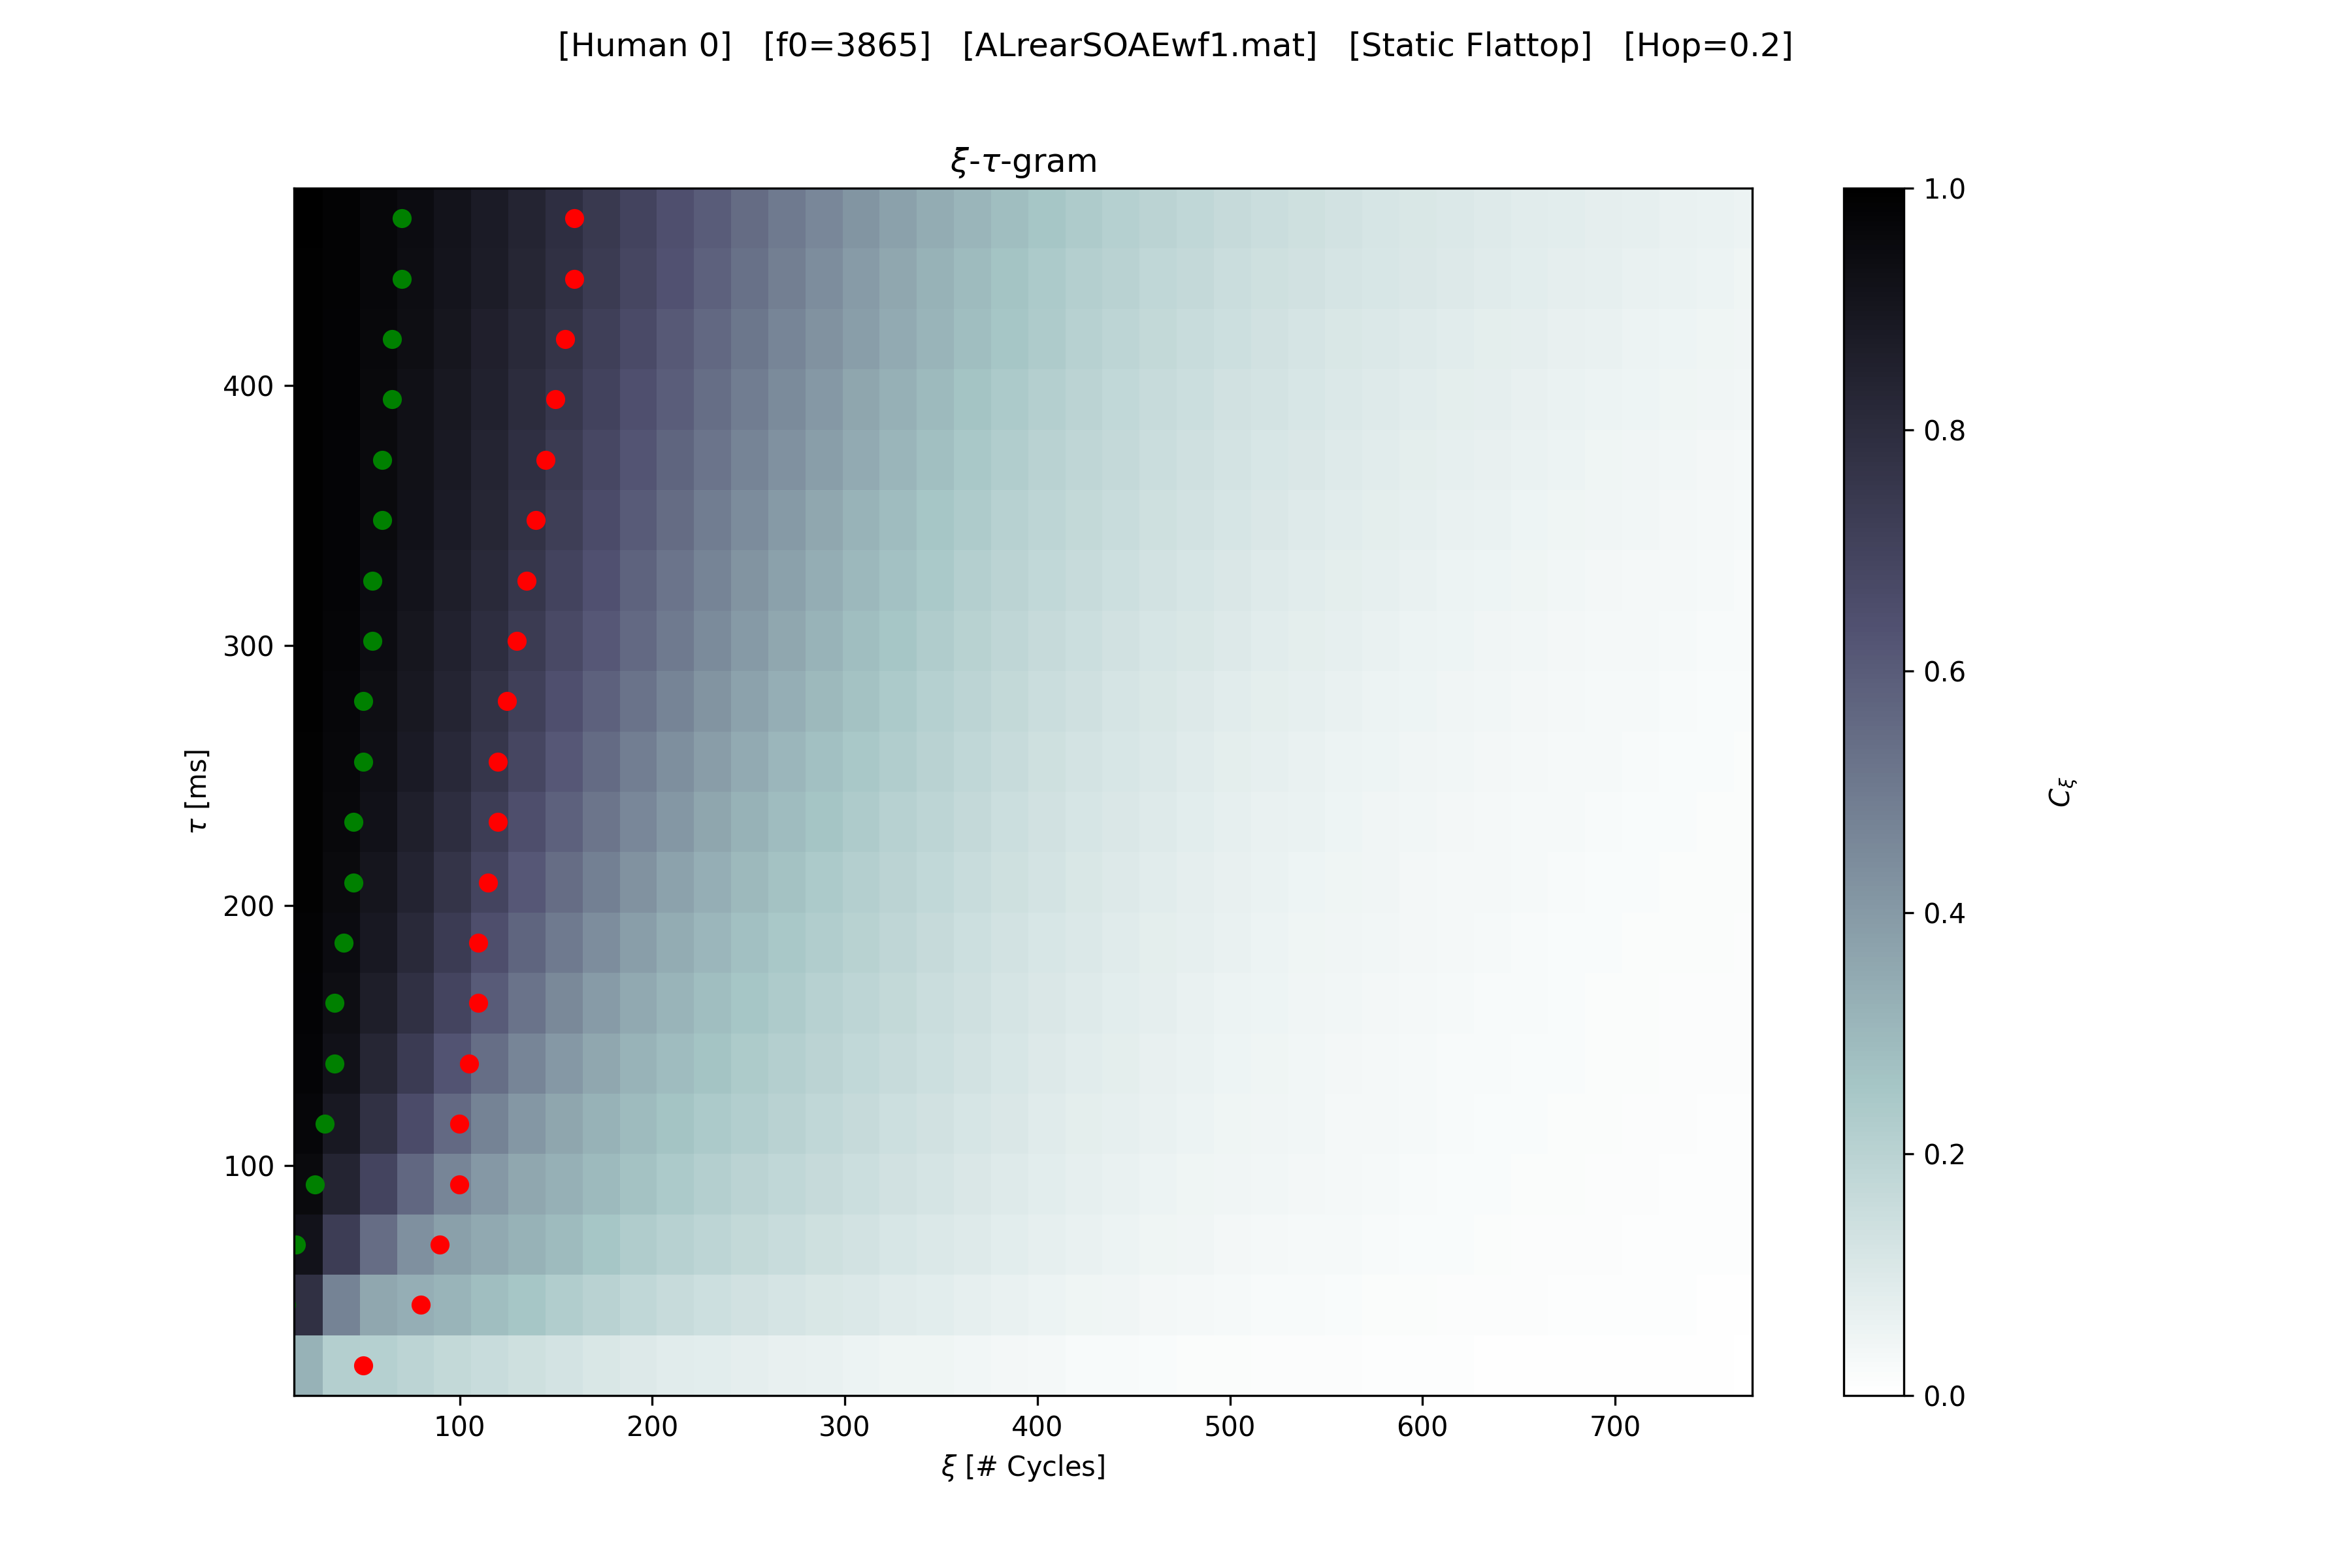 [Human 0]   [f0=3865]   [ALrearSOAEwf1.mat]   [Static Flattop]   [Hop=0.2]
ξ-τ-gram
τ [ms]
400
300
200
100
100 200 300 400 500 600 700
ξ [# Cycles]
1.0
0.8
0.6
0.4
0.2
0.0
C_ξ